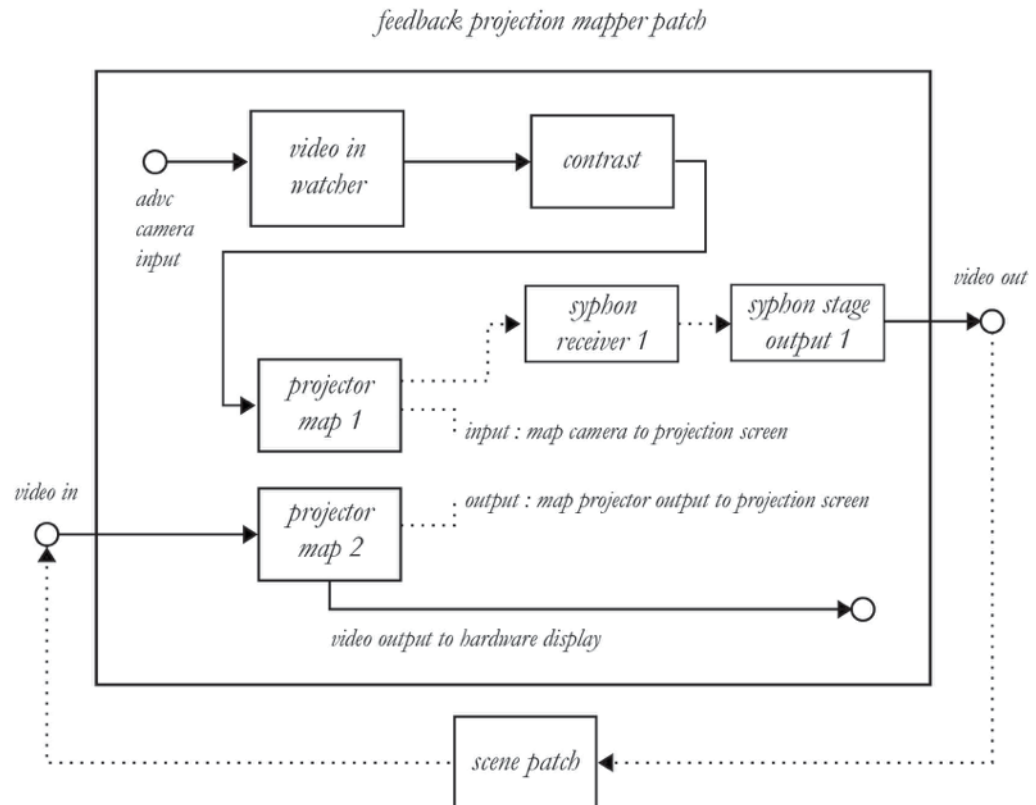 feedback projection mapper patch
video in
watcher
contrast
advc
camera
input
video out
syphon
receiver 1
syphon stage
output 1
projector
map 1
input : map camera to projection screen
video in
output : map projector output to projection screen
projector
map 2
video output to hardware display
scene patch